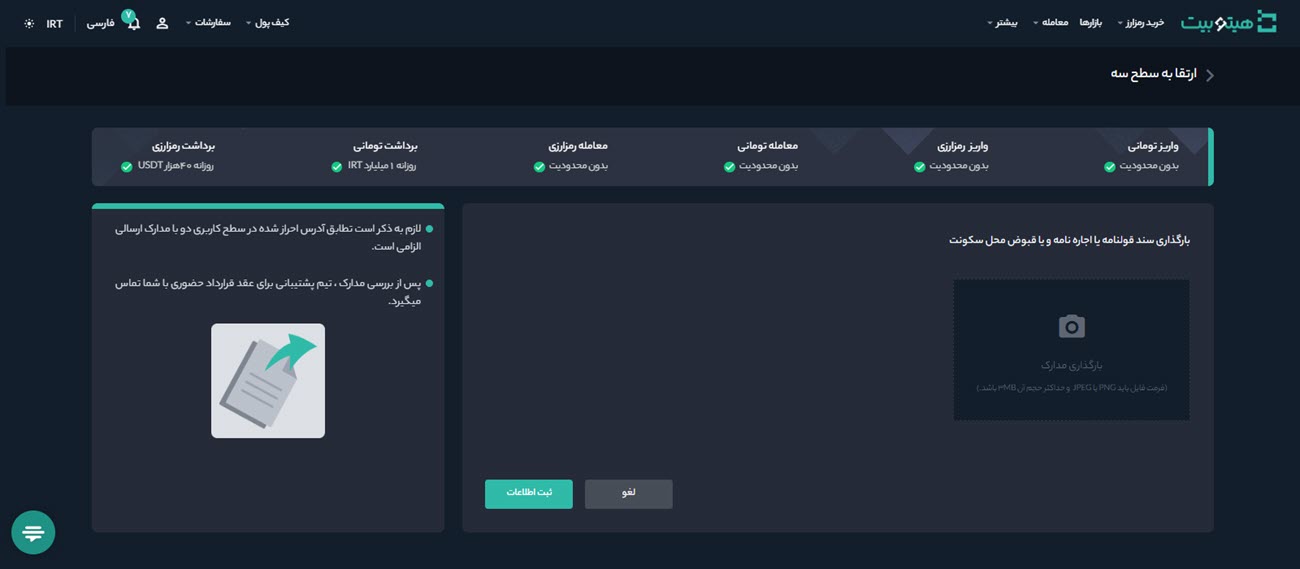 هیتوبیت
خرید رمزارز
بازارها
معامله
بیشتر
کیف پول
سفارشات
۷
فارسی
IRT
ارتقا به سطح سه
واریز تومانی
بدون محدودیت
واریز رمزارزی
بدون محدودیت
معامله تومانی
بدون محدودیت
معامله رمزارزی
بدون محدودیت
برداشت تومانی
روزانه ۱ میلیارد IRT
برداشت رمزارزی
روزانه ۴۰هزار USDT
بارگذاری سند قولنامه یا اجاره نامه و یا قبوض محل سکونت
بارگذاری مدارک
(فرمت فایل باید PNG یا JPEG و حداکثر حجم آن ۳MB باشد.)
لغو
ثبت اطلاعات
لازم به ذکر است تطابق آدرس احراز شده در سطح کاربری دو با مدارک ارسالی
الزامی است.
پس از بررسی مدارک ، تیم پشتیبانی برای عقد قرارداد حضوری با شما تماس
میگیرد.